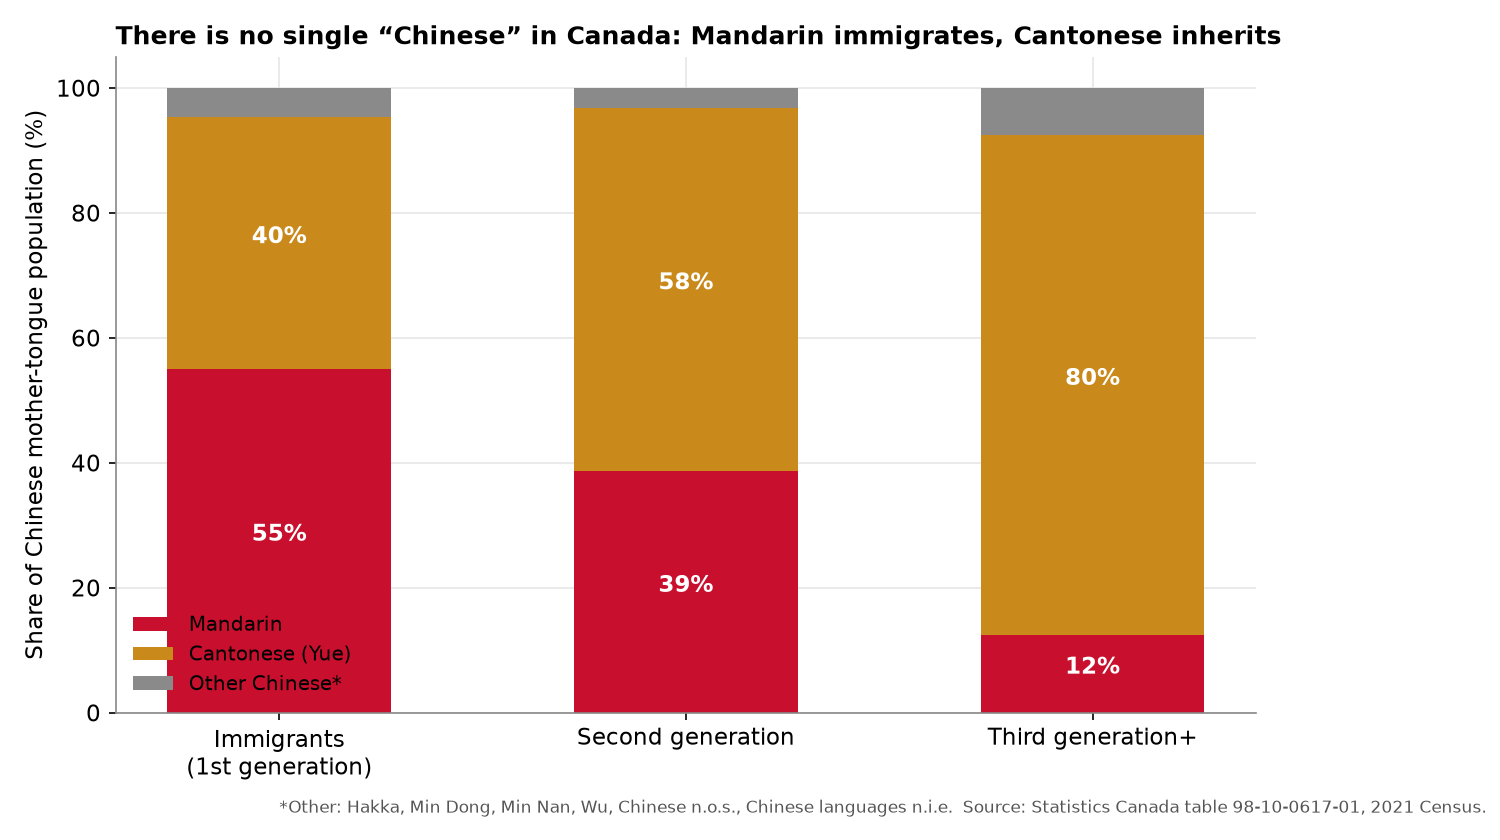 There is no single “Chinese” in Canada: Mandarin immigrates, Cantonese inherits
Share of Chinese mother-tongue population (%)
100
80
60
40
20
0
40%
55%
58%
39%
80%
12%
Mandarin
Cantonese (Yue)
Other Chinese*
Immigrants
(1st generation)
Second generation
Third generation+
*Other: Hakka, Min Dong, Min Nan, Wu, Chinese n.o.s., Chinese languages n.i.e.  Source: Statistics Canada table 98-10-0617-01, 2021 Census.